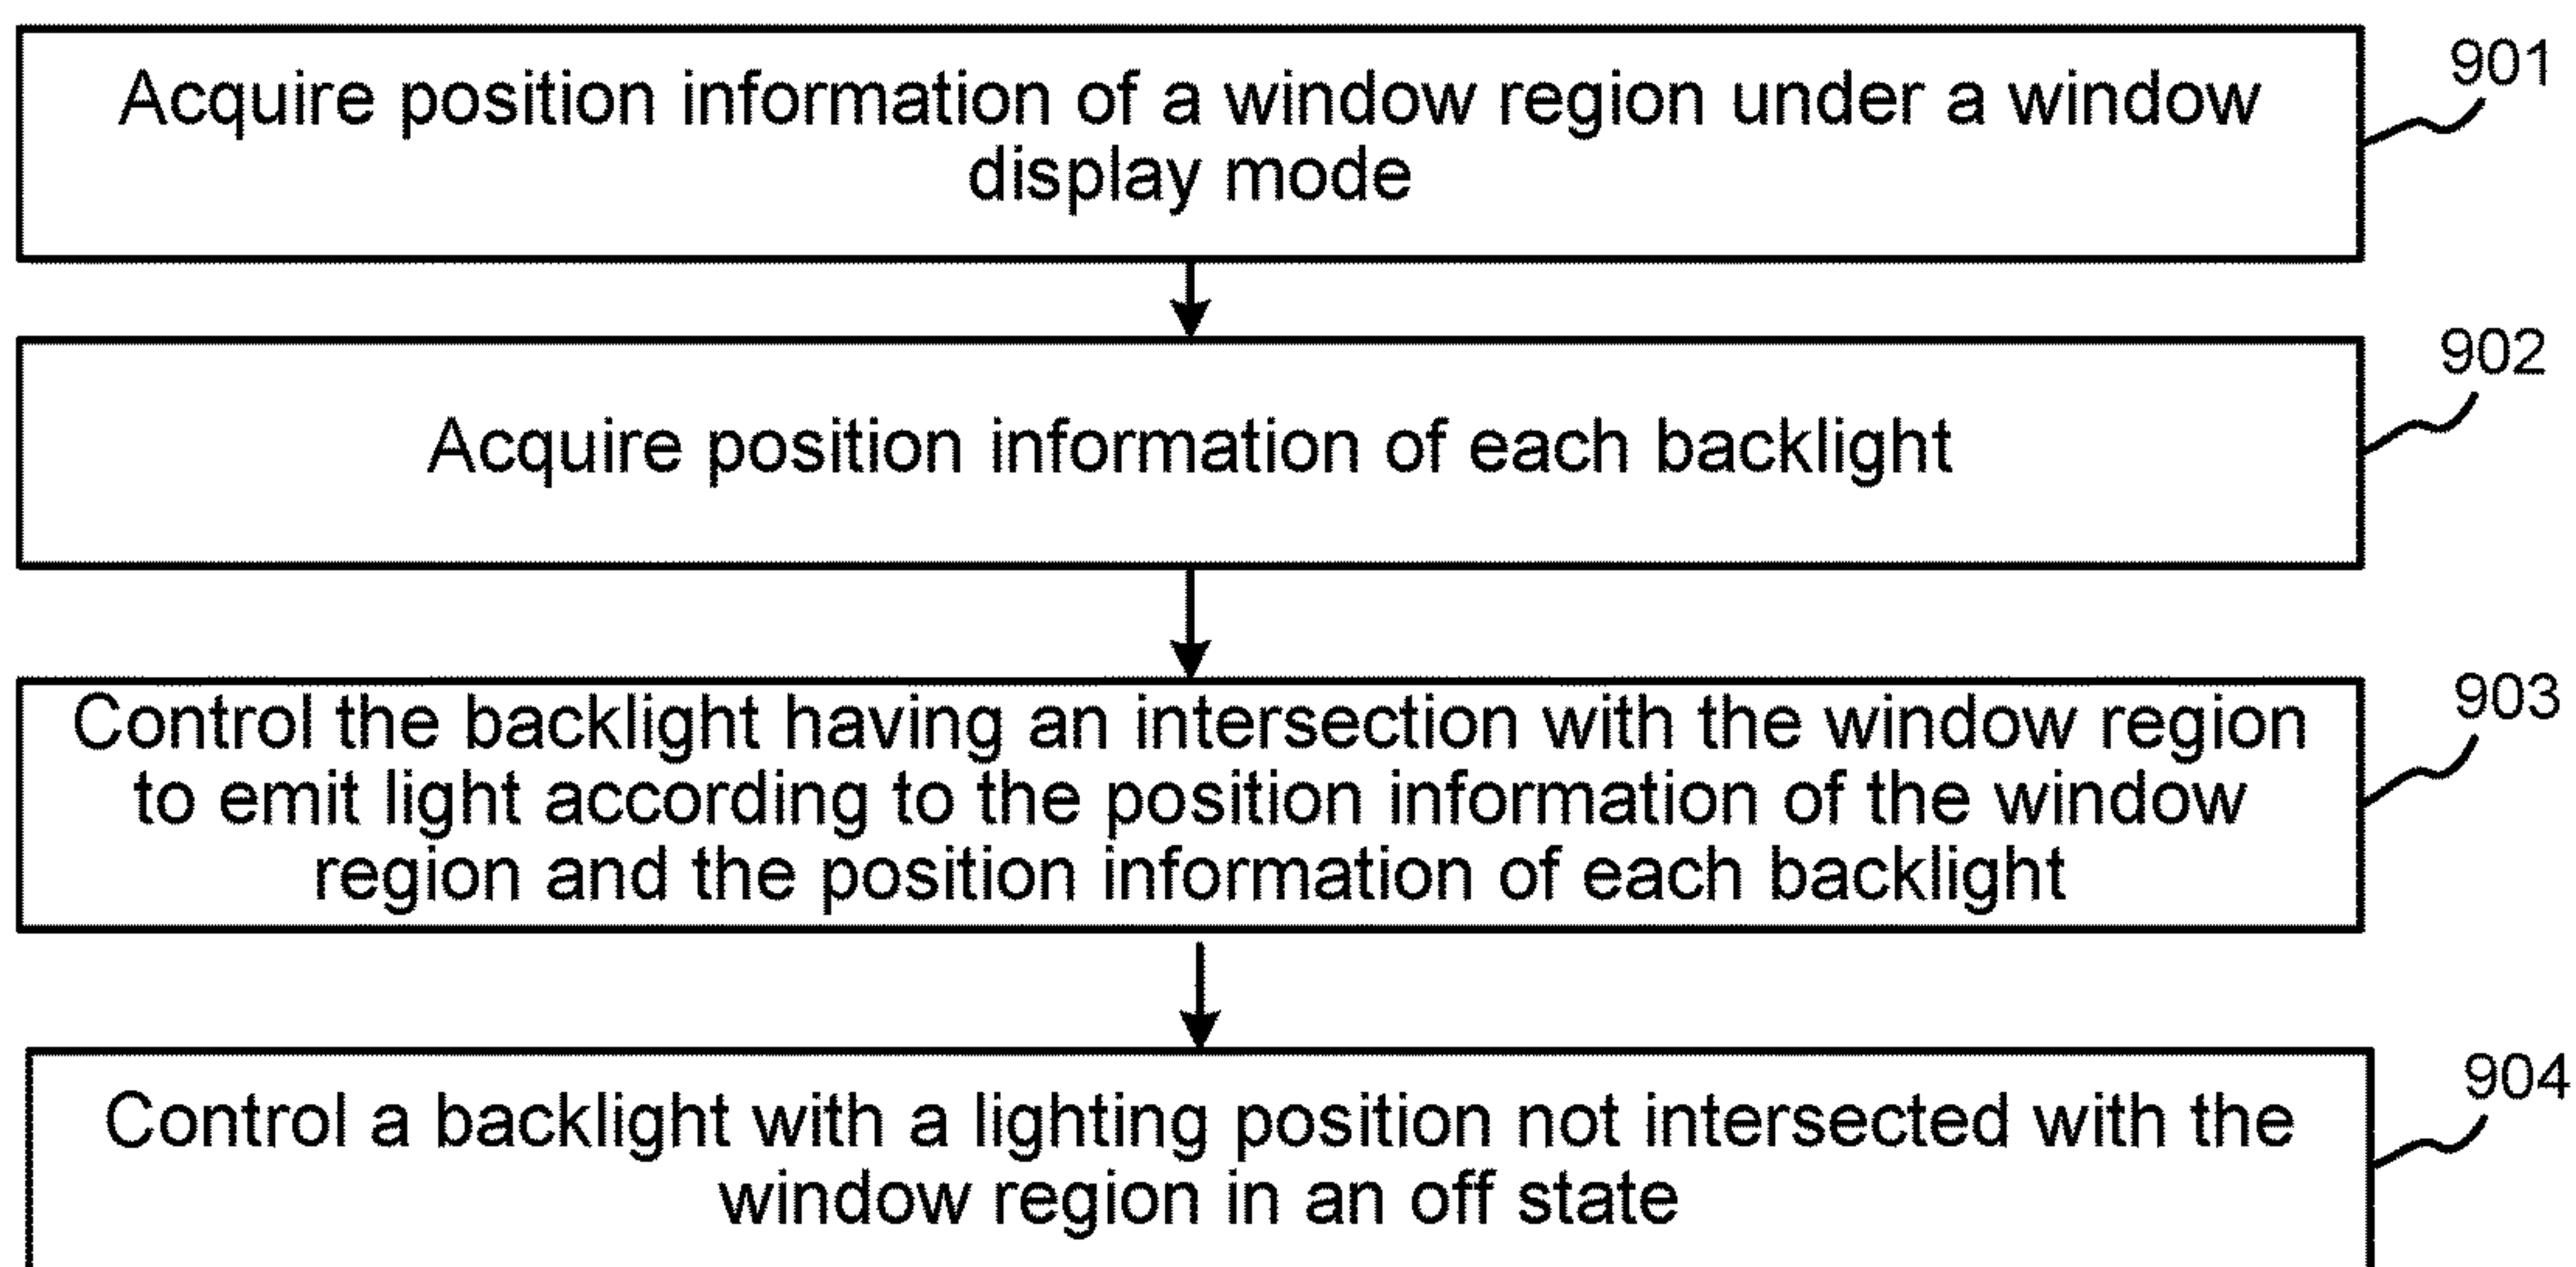 Acquire position information of a window region under a window
display mode
901
Acquire position information of each backlight
902
Control the backlight having an intersection with the window region
to emit light according to the position information of the window
region and the position information of each backlight
903
Control a backlight with a lighting position not intersected with the
window region in an off state
904